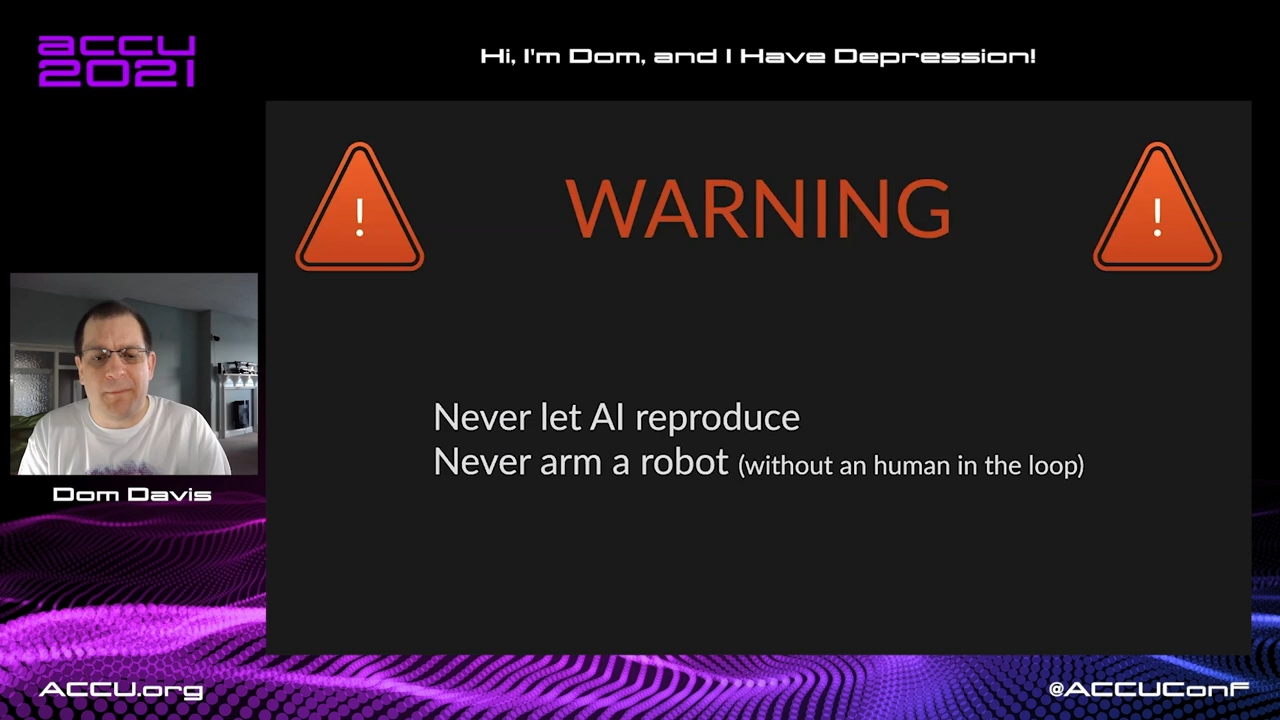 accu
2021
Hi, I'm Dom, and I Have Depression!
WARNING
!
!
Never let AI reproduce
Never arm a robot (without an human in the loop)
Dom Davis
ACCU.org
@ACCUConf